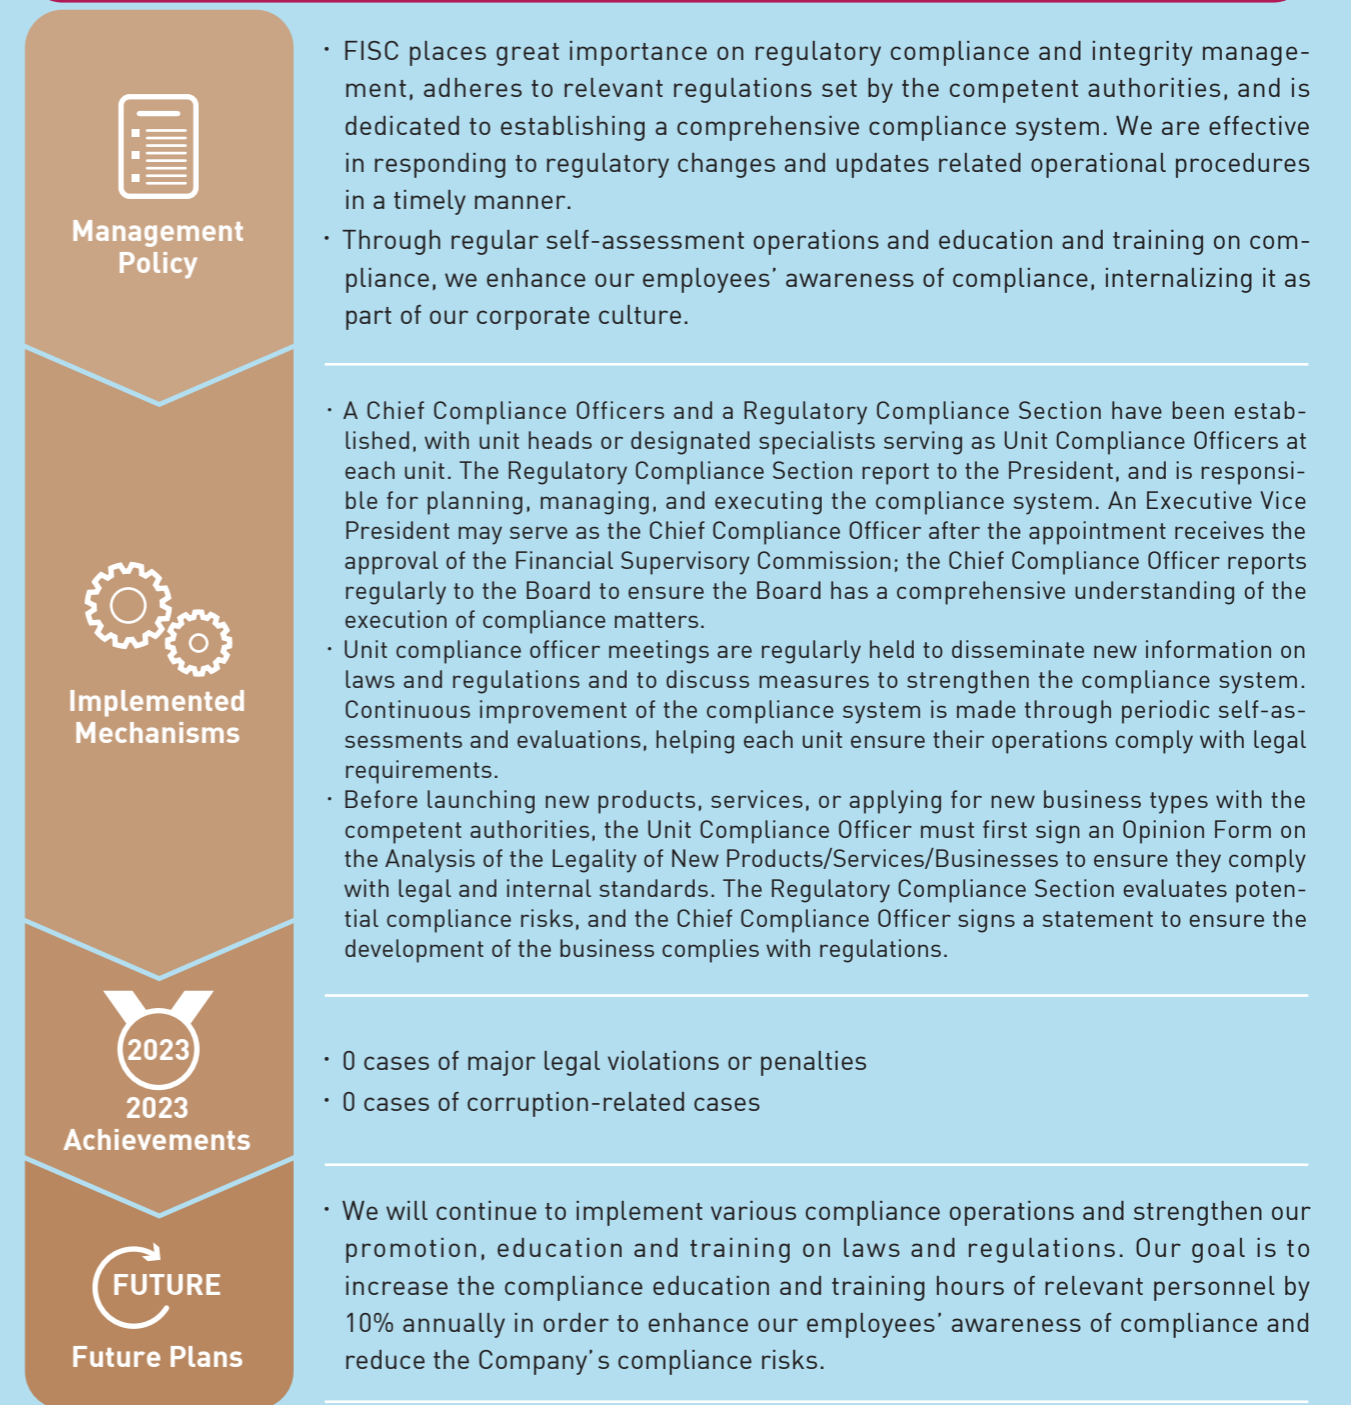 Management
Policy
· FISC places great importance on regulatory compliance and integrity manage-
ment, adheres to relevant regulations set by the competent authorities, and is
dedicated to establishing a comprehensive compliance system. We are effective
in responding to regulatory changes and updates related operational procedures
in a timely manner.
· Through regular self-assessment operations and education and training on com-
pliance, we enhance our employees’ awareness of compliance, internalizing it as
part of our corporate culture.
Implemented
Mechanisms
· A Chief Compliance Officers and a Regulatory Compliance Section have been estab-
lished, with unit heads or designated specialists serving as Unit Compliance Officers at
each unit. The Regulatory Compliance Section report to the President, and is responsi-
ble for planning, managing, and executing the compliance system. An Executive Vice
President may serve as the Chief Compliance Officer after the appointment receives the
approval of the Financial Supervisory Commission; the Chief Compliance Officer reports
regularly to the Board to ensure the Board has a comprehensive understanding of the
execution of compliance matters.
· Unit compliance officer meetings are regularly held to disseminate new information on
laws and regulations and to discuss measures to strengthen the compliance system.
Continuous improvement of the compliance system is made through periodic self-as-
sessments and evaluations, helping each unit ensure their operations comply with legal
requirements.
· Before launching new products, services, or applying for new business types with the
competent authorities, the Unit Compliance Officer must first sign an Opinion Form on
the Analysis of the Legality of New Products/Services/Businesses to ensure they comply
with legal and internal standards. The Regulatory Compliance Section evaluates poten-
tial compliance risks, and the Chief Compliance Officer signs a statement to ensure the
development of the business complies with regulations.
2023
2023
Achievements
· 0 cases of major legal violations or penalties
· 0 cases of corruption-related cases
FUTURE
Future Plans
· We will continue to implement various compliance operations and strengthen our
promotion, education and training on laws and regulations. Our goal is to
increase the compliance education and training hours of relevant personnel by
10% annually in order to enhance our employees’ awareness of compliance and
reduce the Company’s compliance risks.